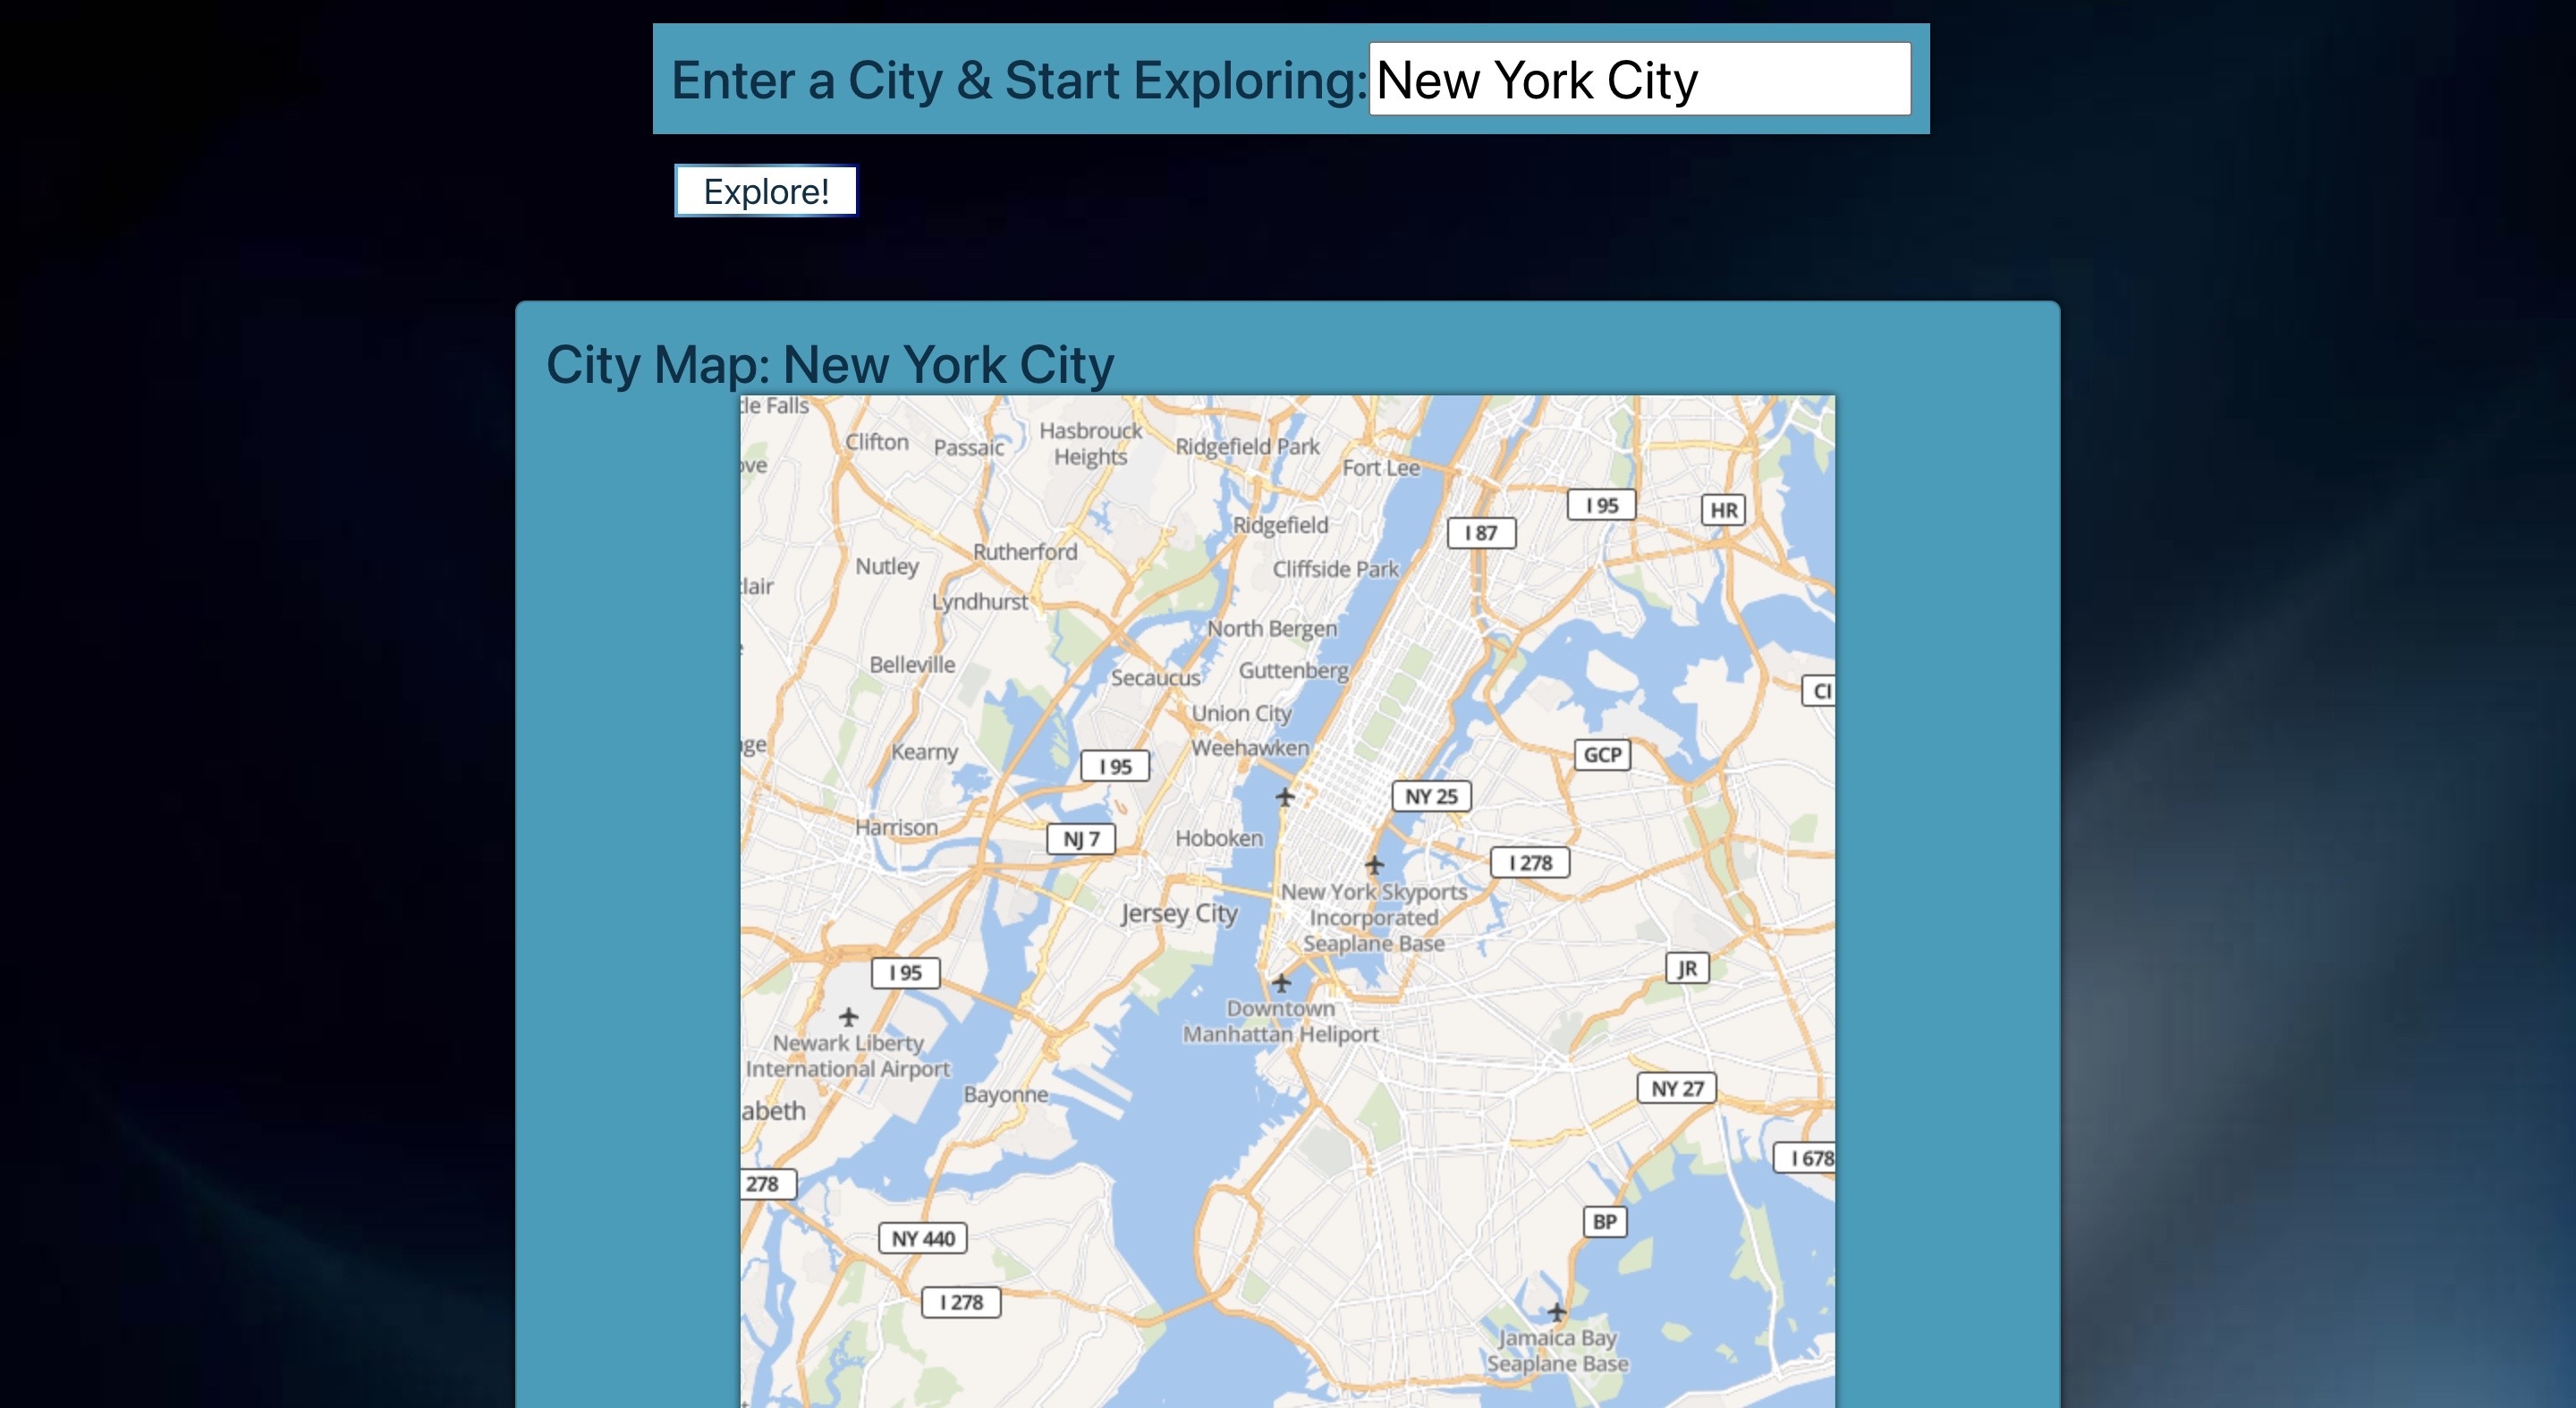 Enter a City & Start Exploring:
New York City
Explore!
City Map: New York City
tle Falls
Clifton
Passaic
Hasbrouck
Heights
Ridgefield Park
Fort Lee
ove
I 95
HR
I 87
Ridgefield
Rutherford
Nutley
Cliffside Park
lair
Lyndhurst
North Bergen
Belleville
Secaucus
Guttenberg
CI
Union City
Kearny
Weehawken
ge
GCP
I 95
NY 25
Harrison
NJ 7
Hoboken
I 278
New York Skyports
Incorporated
Seaplane Base
Jersey City
I 95
JR
Downtown
Manhattan Heliport
Newark Liberty
International Airport
Bayonne
NY 27
abeth
I 678
278
BP
NY 440
I 278
Jamaica Bay
Seaplane Base